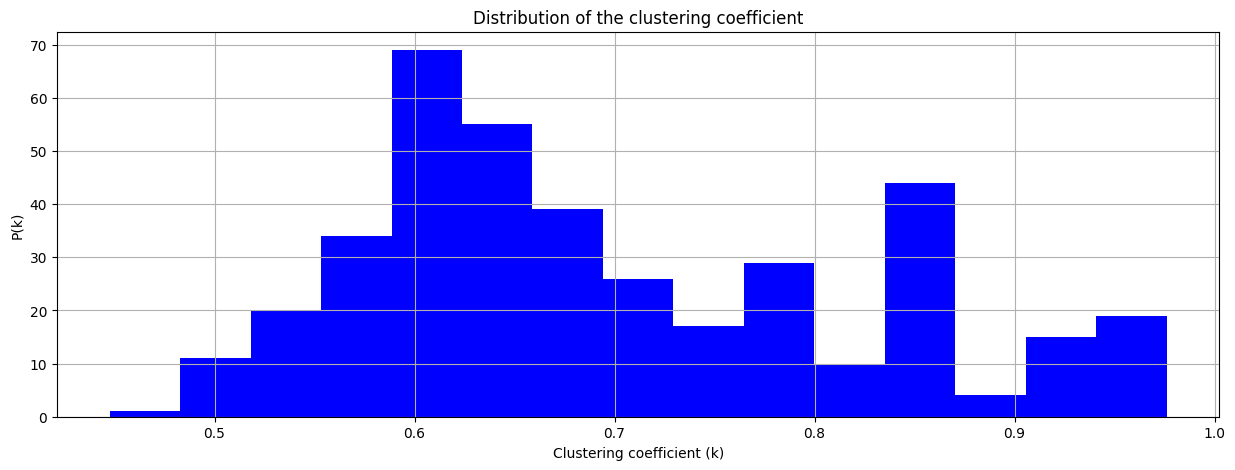 Distribution of the clustering coefficient
P(k)
70
60
50
40
30
20
10
0
0.5 0.6 0.7 0.8 0.9 1.0
Clustering coefficient (k)